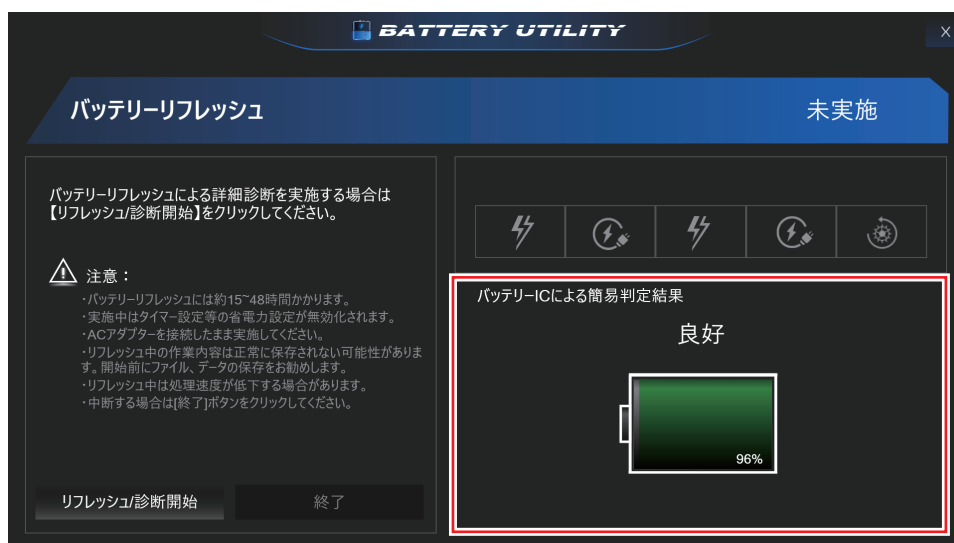 BATTERY UTILITY
X
バッテリーリフレッシュ
未実施
バッテリーリフレッシュによる詳細診断を実施する場合は
【リフレッシュ/診断開始】をクリックしてください。
注意：
・バッテリーリフレッシュには約15~48時間かかります。
・実施中はタイマー設定等の省電力設定が無効化されます。
・ACアダプターを接続したまま実施してください。
・リフレッシュ中の作業内容は正常に保存されない可能性がありま
す。開始前にファイル、データの保存をお勧めします。
・リフレッシュ中は処理速度が低下する場合があります。
・中断する場合は[終了]ボタンをクリックしてください。
リフレッシュ/診断開始
終了
バッテリーICによる簡易判定結果
良好
96%